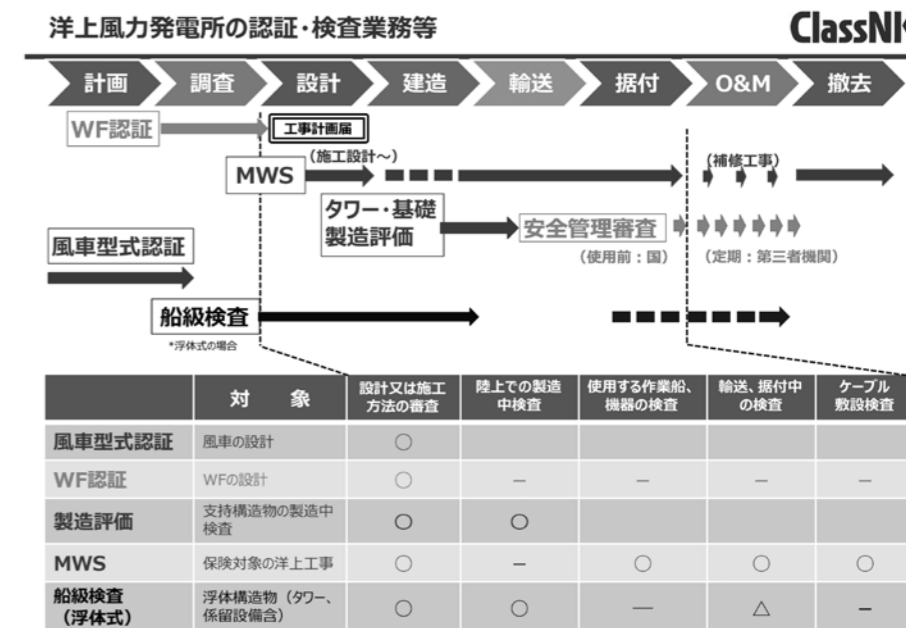 洋上風力発電所の認証・検査業務等
ClassNK
計画 調査 設計 建造 輸送 据付 O&M 撤去
WF認証
工事計画届
MWS
(施工設計~)
(補修工事)
タワー・基礎
製造評価
安全管理審査
(使用前：国)
(定期：第三者機関)
風車型式認証
船級検査
*浮体式の場合
対 象
設計又は施工
方法の審査
陸上での製造
中検査
使用する作業船、
機器の検査
輸送、据付中
の検査
ケーブル
敷設検査
風車型式認証 風車の設計 ○
WF認証 WFの設計 ○ － － － －
製造評価 支持構造物の製造中
検査 ○ ○
MWS 保険対象の洋上工事 ○ － ○ ○ ○
船級検査
（浮体式） 浮体構造物（タワー、
係留設備含） ○ ○ ― △ －